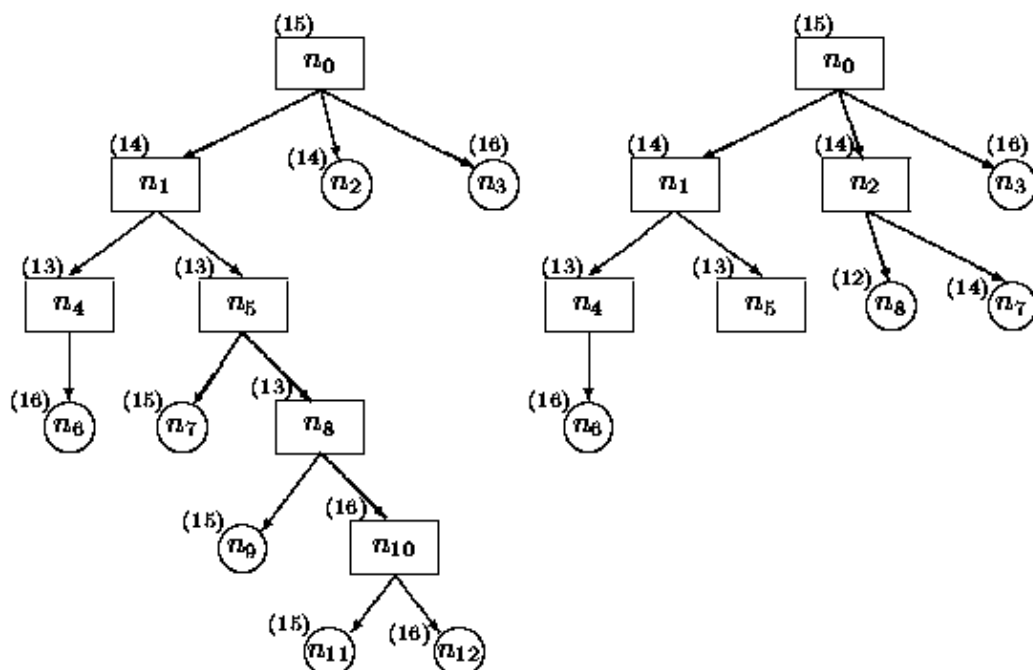 (15) (15)
n₀ n₀
(14) (14) (16) (14) (14) (16)
n₁ n₂ n₃ n₁ n₂ n₃
(13) (13) (13) (13) (12) (14)
n₄ n₅ n₄ n₅ n₈ n₇
(16) (15) (13) (16)
n₆ n₇ n₈ n₆
(15) (16)
n₉ n₁₀
(15) (16)
n₁₁ n₁₂